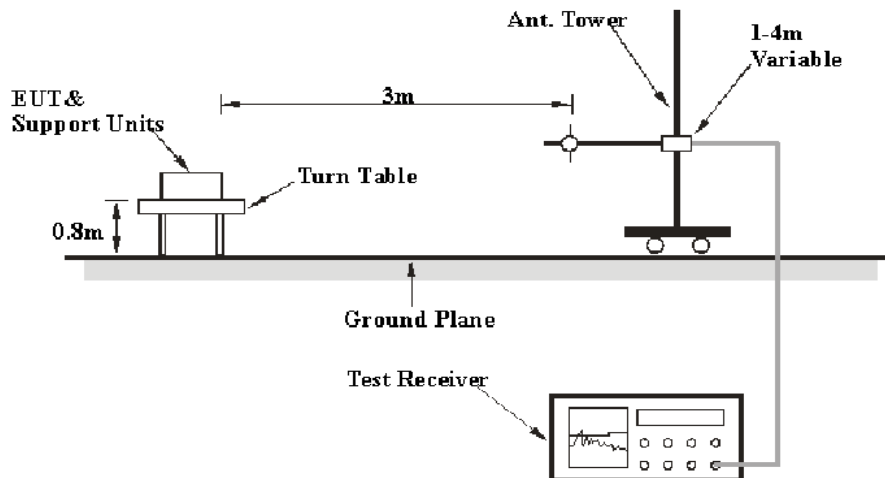 Ant. Tower
1-4m
Variable
3m
EUT &
Support Units
Turn Table
0.8m
Ground Plane
Test Receiver